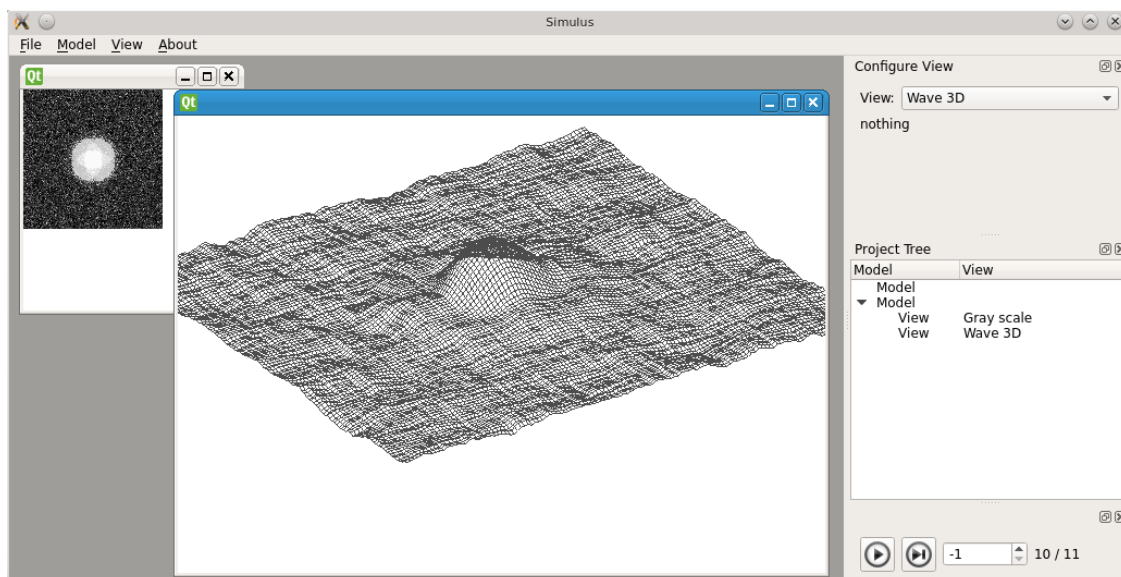 Simulus
File Model View About
Qt
Qt
Configure View
View: Wave 3D
nothing
Project Tree
Model View
Model
Model
View Gray scale
View Wave 3D
-1 10 / 11